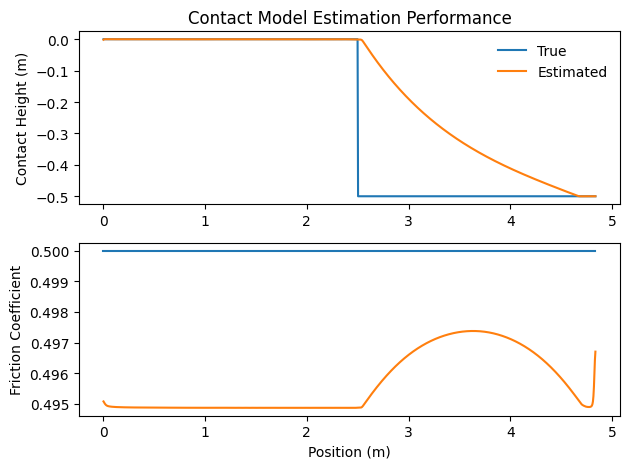 Contact Model Estimation Performance
Contact Height (m)
0.0
−0.1
−0.2
−0.3
−0.4
−0.5
True
Estimated
0 1 2 3 4 5
Friction Coefficient
0.500
0.499
0.498
0.497
0.496
0.495
0 1 2 3 4 5
Position (m)